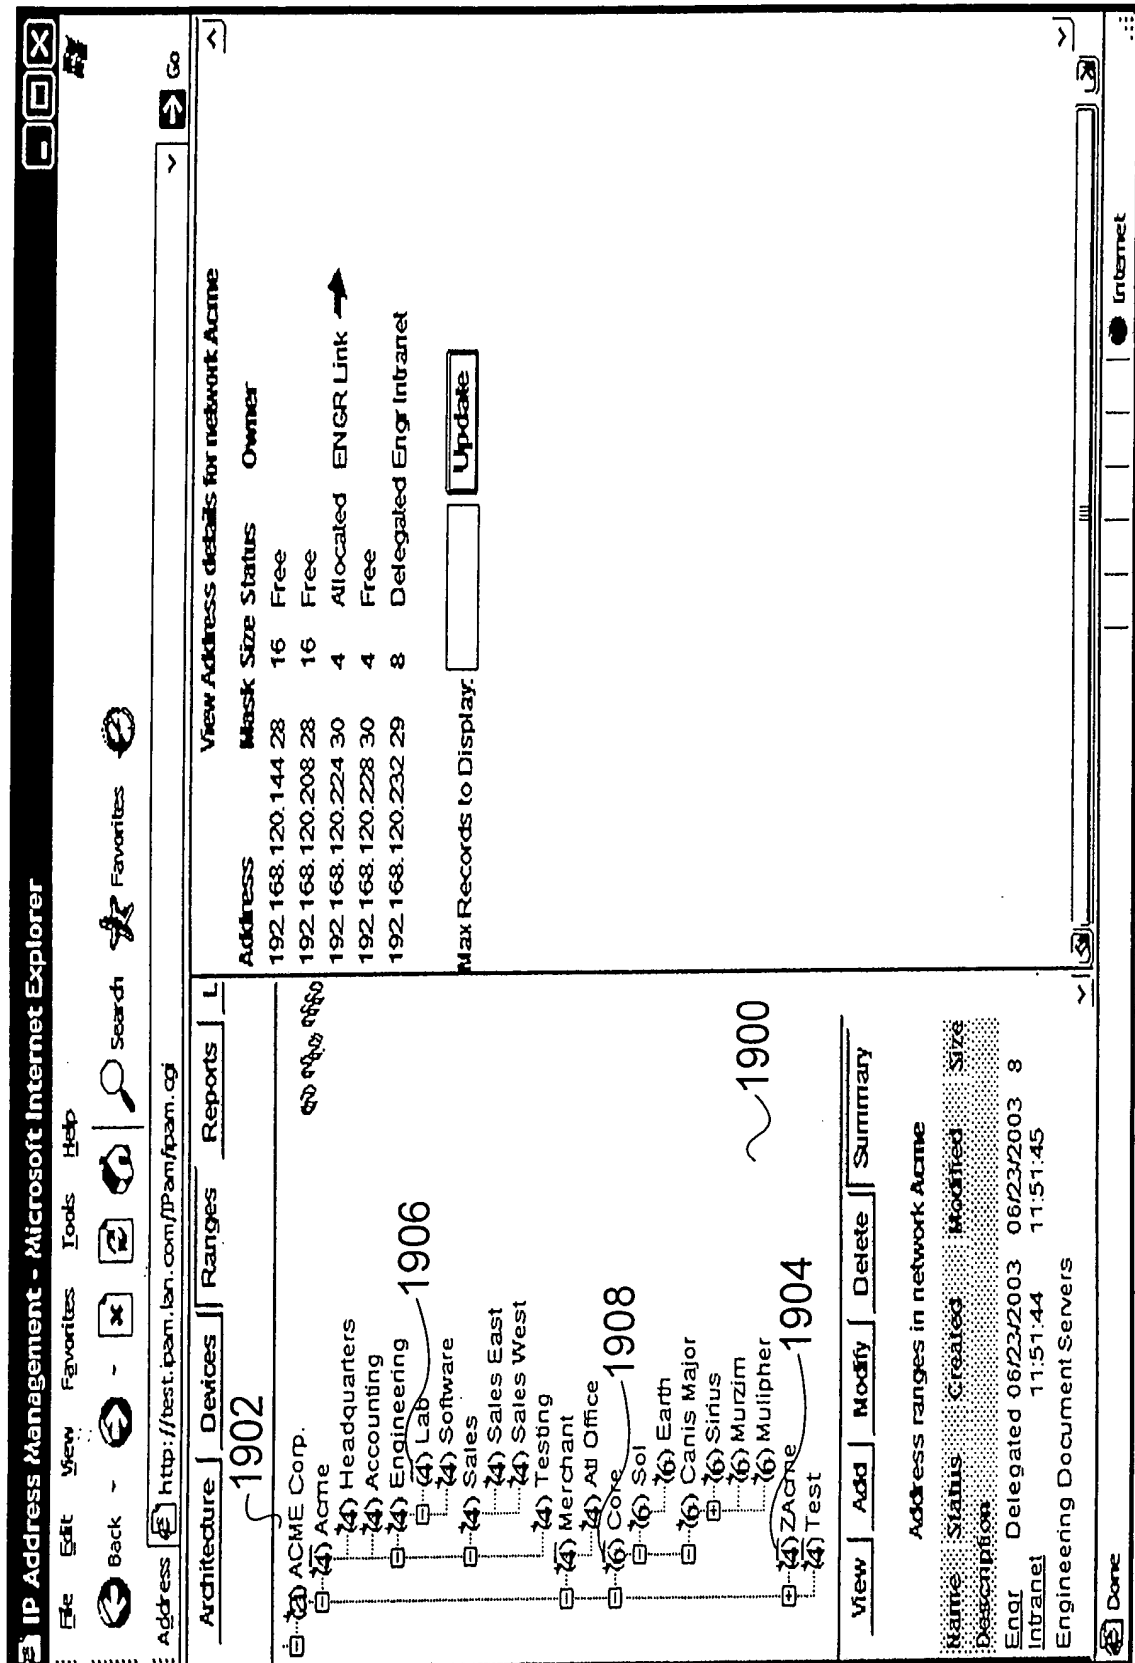 IP Address Management - Microsoft Internet Explorer
File Edit View Favorites Tools Help
Back Search Favorites
Address http://test.ipam.lan.com/IPam/ipam.cgi Go
Architecture Devices Ranges Reports L
1902
ACME Corp.
(4) Acme
(4) Headquarters
(4) Accounting
(4) Engineering
(4) Lab
1906
(4) Software
(4) Sales
(4) Sales East
(4) Sales West
(4) Testing
(4) Merchant
(4) Atl Office
(6) Core
1908
(6) Sol
(6) Earth
(6) Canis Major
(6) Sirius
(6) Murzim
(6) Mulipher
(4) ZAcme
1904
(4) Test
1900
View Add Modify Delete Summary
Address ranges in network Acme
Name Status Created Modified Size
Description
Engr Delegated 06/23/2003 06/23/2003 8
Intranet 11:51:44 11:51:45
Engineering Document Servers
View Address details for network Acme
Address Mask Size Status Owner
192.168.120.144 28 16 Free
192.168.120.208 28 16 Free
192.168.120.224 30 4 Allocated ENGR Link
192.168.120.228 30 4 Free
192.168.120.232 29 8 Delegated Engr Intranet
Max Records to Display: Update
Done Internet